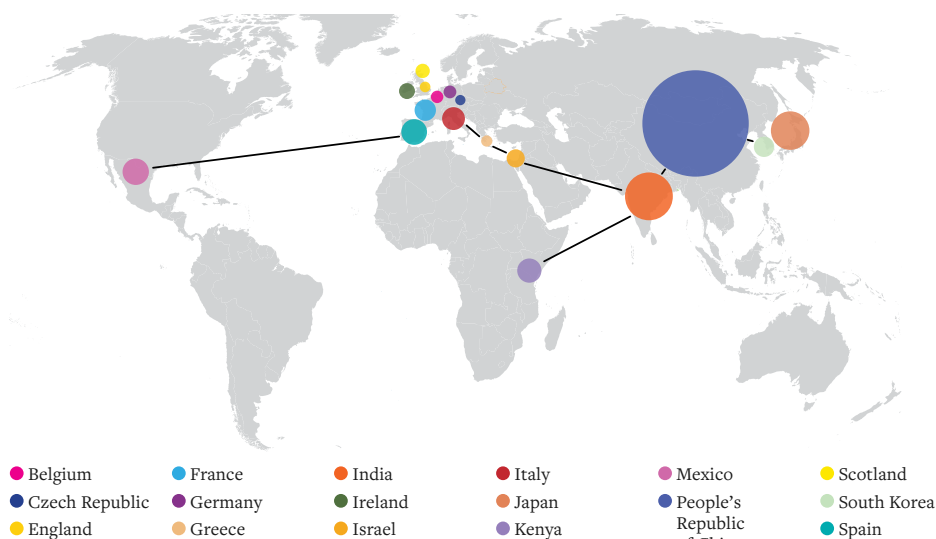 Belgium
Czech Republic
England
France
Germany
Greece
India
Ireland
Israel
Italy
Japan
Kenya
Mexico
People's
Republic
Scotland
South Korea
Spain